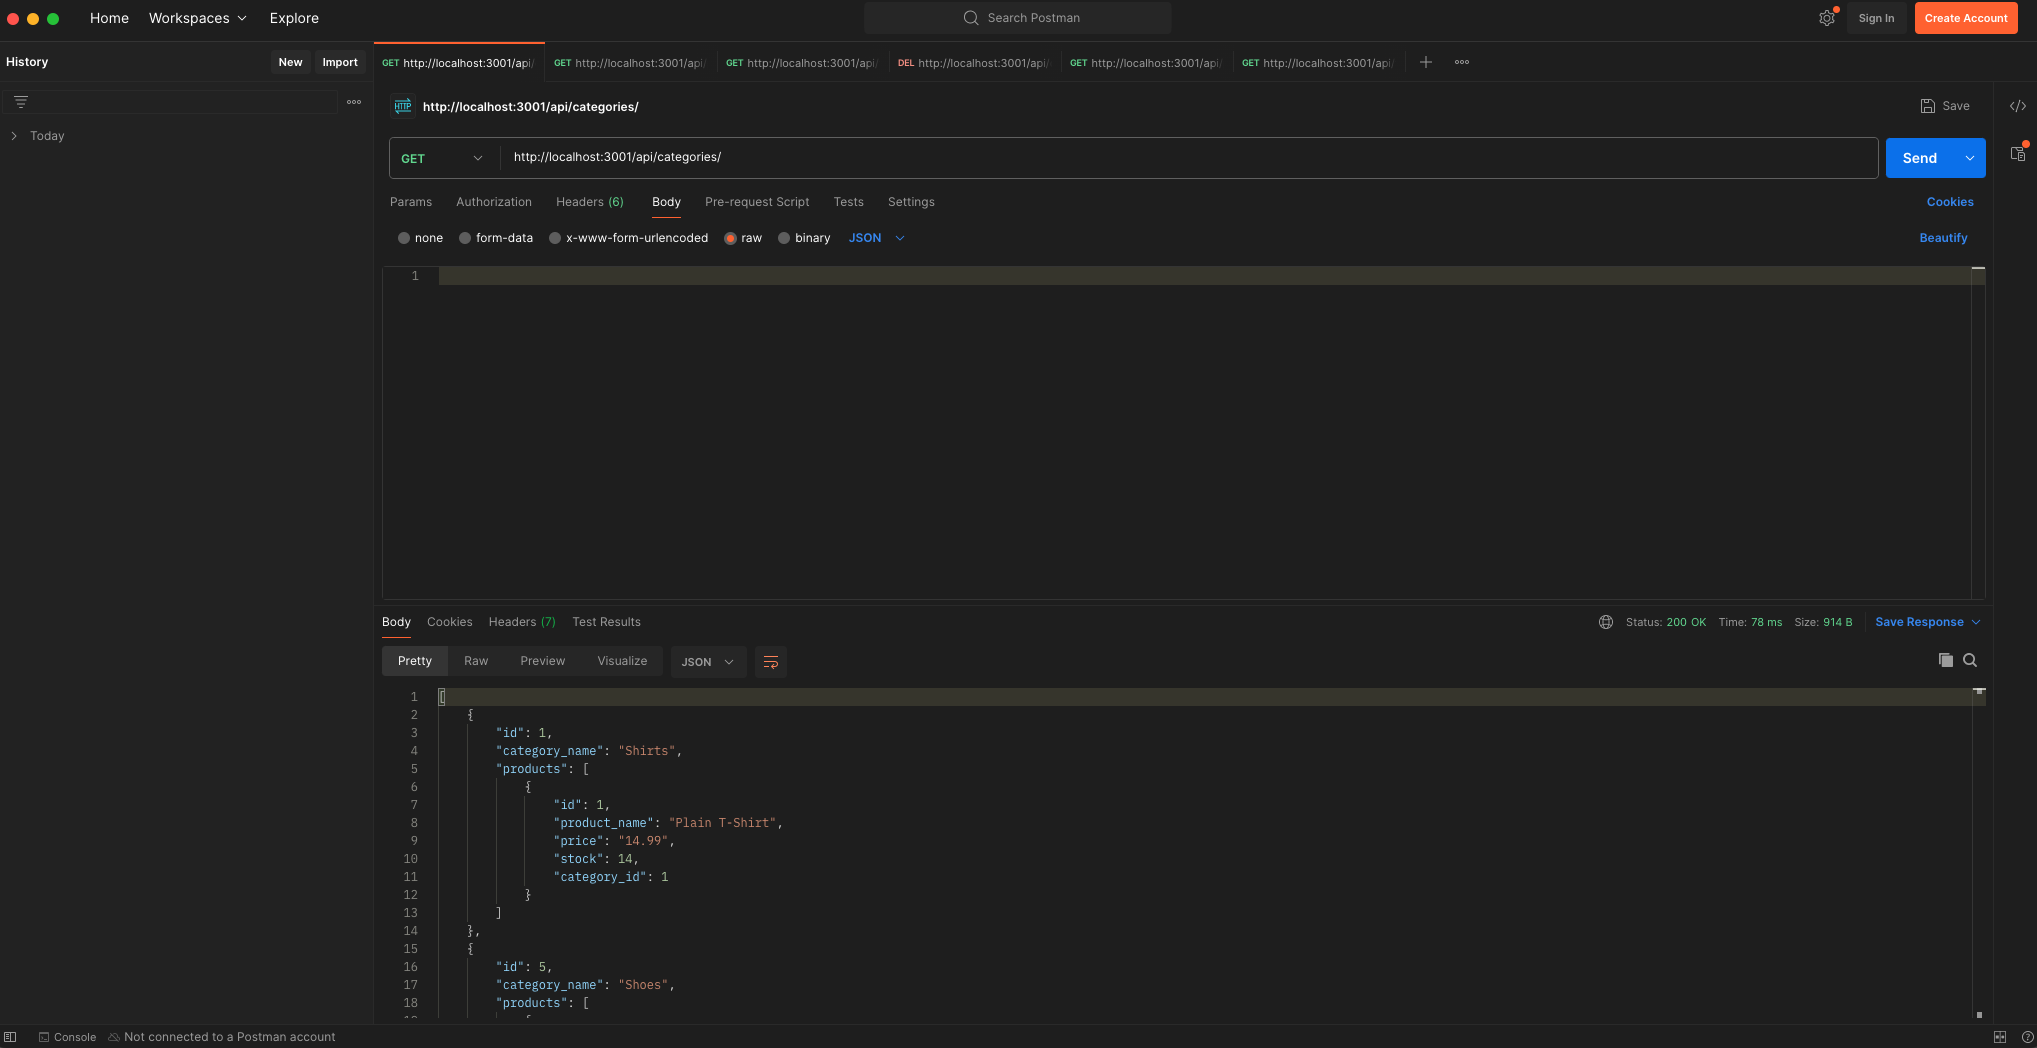 Home Workspaces Explore Search Postman Sign In Create Account
History New Import GET http://localhost:3001/api/ GET http://localhost:3001/api/ GET http://localhost:3001/api/ DEL http://localhost:3001/api/ GET http://localhost:3001/api/ GET http://localhost:3001/api/
Today
HTTP http://localhost:3001/api/categories/ Save
GET http://localhost:3001/api/categories/ Send
Params Authorization Headers (6) Body Pre-request Script Tests Settings Cookies
none form-data x-www-form-urlencoded raw binary JSON Beautify
1
Body Cookies Headers (7) Test Results Status: 200 OK Time: 78 ms Size: 914 B Save Response
Pretty Raw Preview Visualize JSON
1 [
2 {
3 "id": 1,
4 "category_name": "Shirts",
5 "products": [
6 {
7 "id": 1,
8 "product_name": "Plain T-Shirt",
9 "price": "14.99",
10 "stock": 14,
11 "category_id": 1
12 }
13 ]
14 },
15 {
16 "id": 5,
17 "category_name": "Shoes",
18 "products": [
Console Not connected to a Postman account